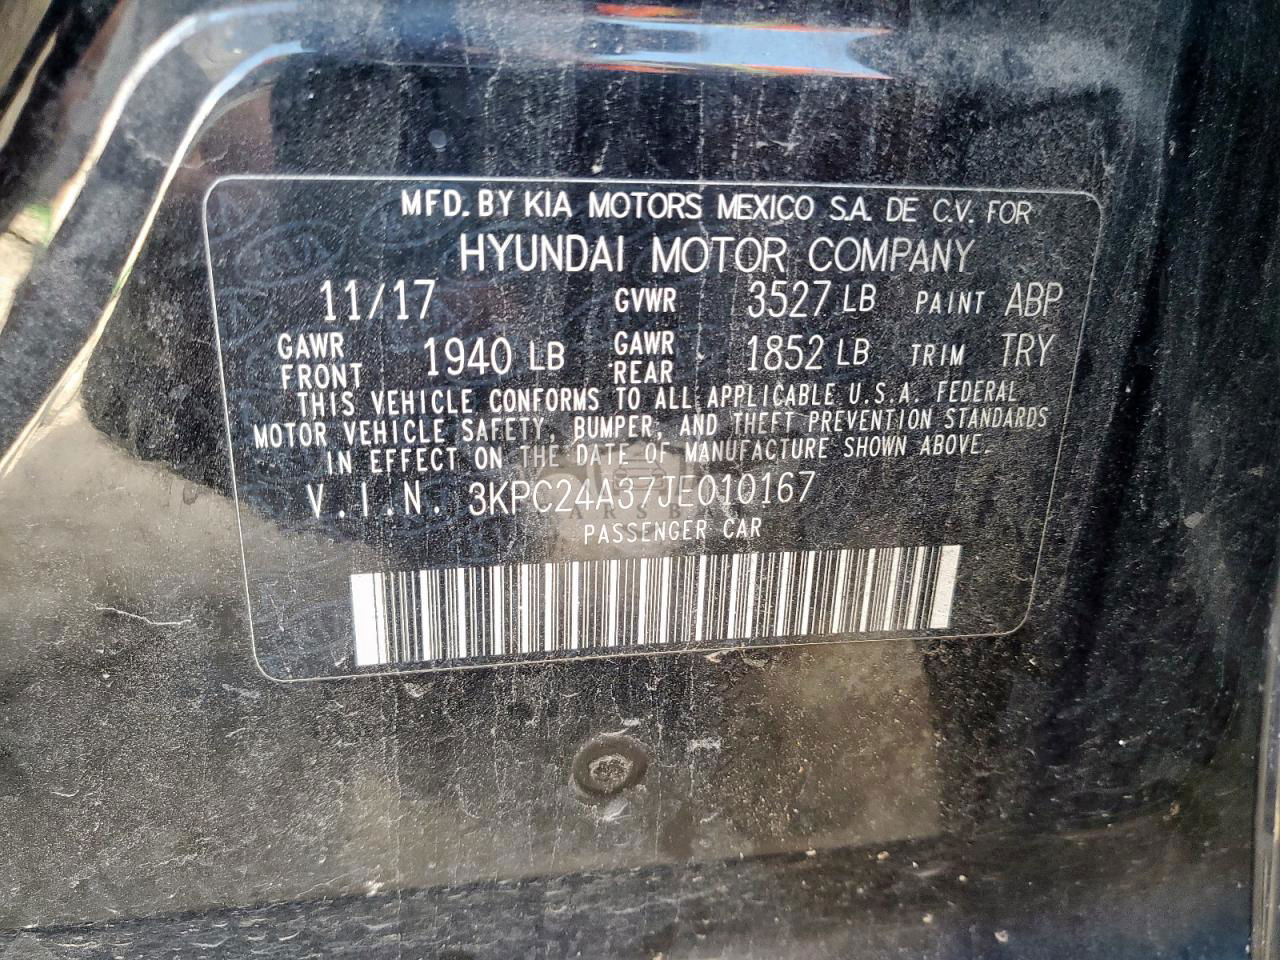 MFD. BY KIA MOTORS MEXICO S.A. DE C.V. FOR
HYUNDAI MOTOR COMPANY
11/17 GVWR 3527 LB PAINT ABP
GAWR FRONT 1940 LB GAWR REAR 1852 LB TRIM TRY
THIS VEHICLE CONFORMS TO ALL APPLICABLE U.S.A. FEDERAL
MOTOR VEHICLE SAFETY, BUMPER, AND THEFT PREVENTION STANDARDS
IN EFFECT ON THE DATE OF MANUFACTURE SHOWN ABOVE.
V.I.N. 3KPC24A37JE010167
PASSENGER CAR